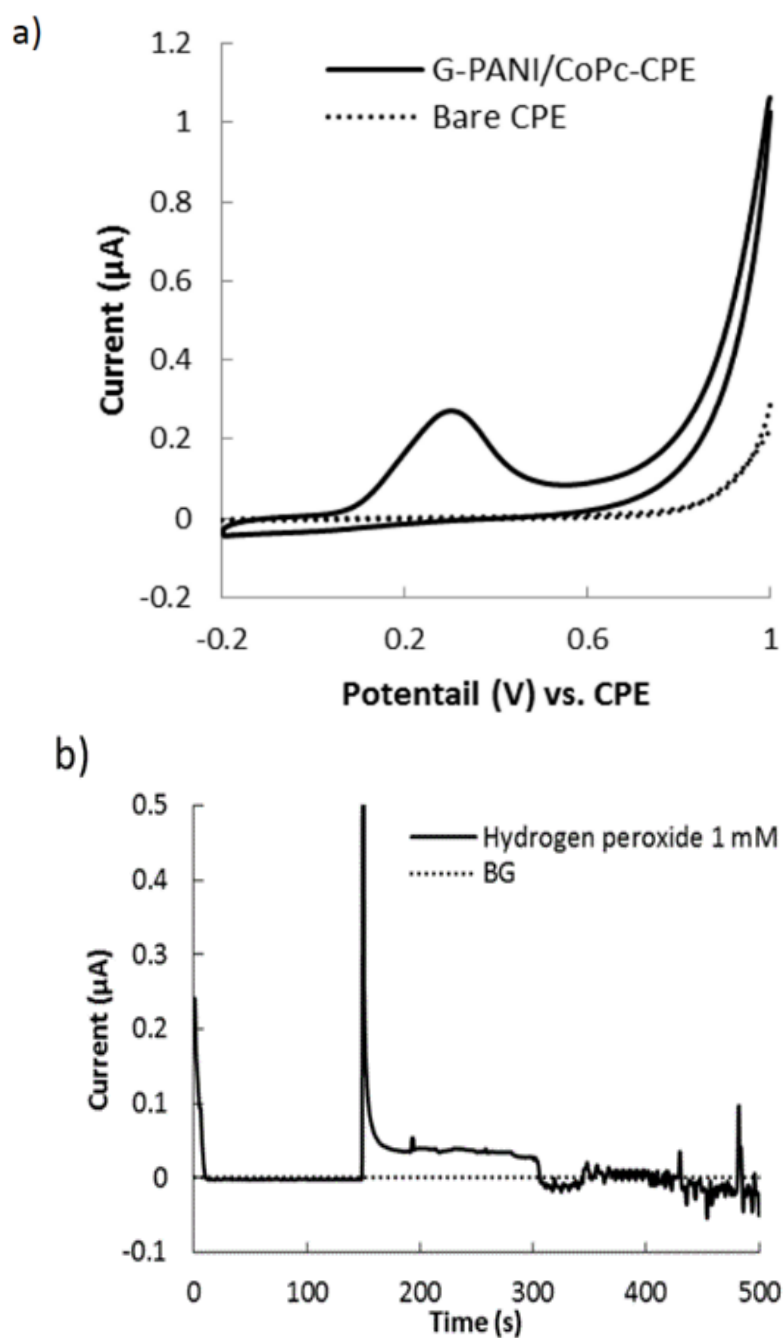 a)
G-PANI/CoPc-CPE
Bare CPE
Current (μA)
1.2
1
0.8
0.6
0.4
0.2
0
-0.2
-0.2 0.2 0.6 1
Potentail (V) vs. CPE
b)
Hydrogen peroxide 1 mM
BG
Current (μA)
0.5
0.4
0.3
0.2
0.1
0
-0.1
0 100 200 300 400 500
Time (s)